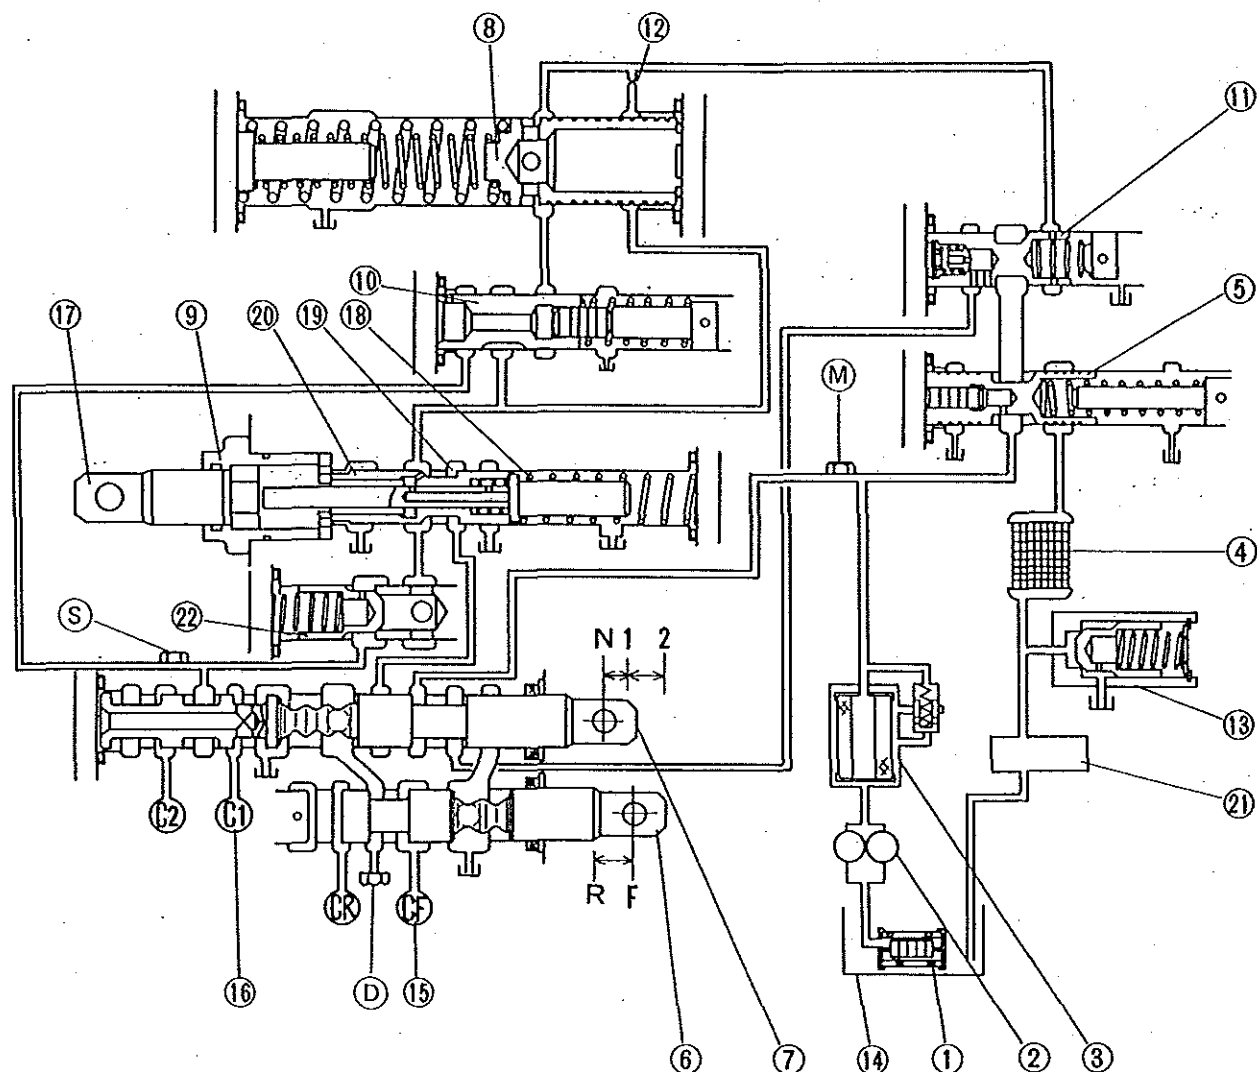 ⑧ ⑫
⑪
⑩ ⑤
⑰ ⑨ ⑳ ⑲ ⑱ Ⓜ
④
Ⓢ ㉒ N 1 2
⑬
C2 C1 ㉑
CR CF R F
⑯ Ⓓ ⑮
⑥ ⑦ ⑭ ① ② ③